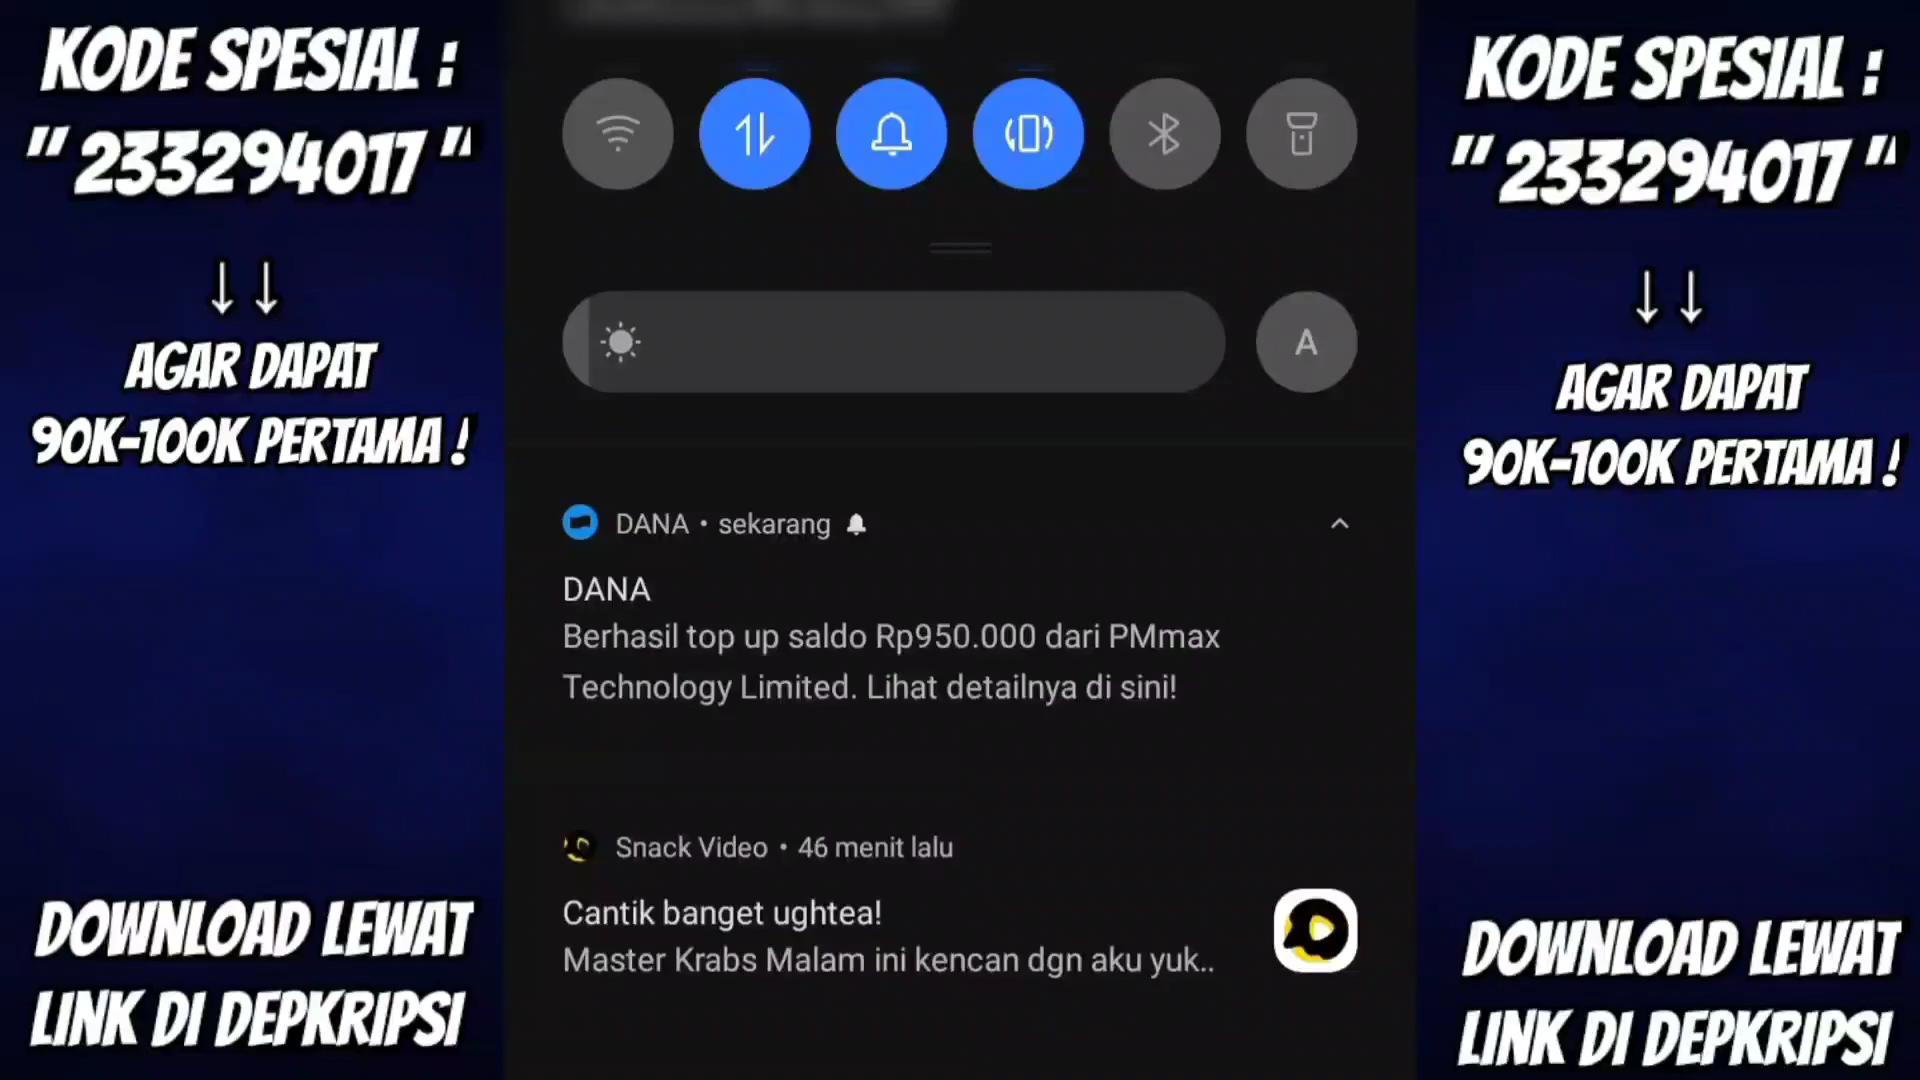 KODE SPESIAL :
" 233294017 "
↓↓
AGAR DAPAT
90K-100K PERTAMA !
DOWNLOAD LEWAT
LINK DI DEPKRIPSI
A
DANA • sekarang
DANA
Berhasil top up saldo Rp950.000 dari PMmax
Technology Limited. Lihat detailnya di sini!
Snack Video • 46 menit lalu
Cantik banget ughtea!
Master Krabs Malam ini kencan dgn aku yuk..
KODE SPESIAL :
" 233294017 "
↓↓
AGAR DAPAT
90K-100K PERTAMA !
DOWNLOAD LEWAT
LINK DI DEPKRIPSI